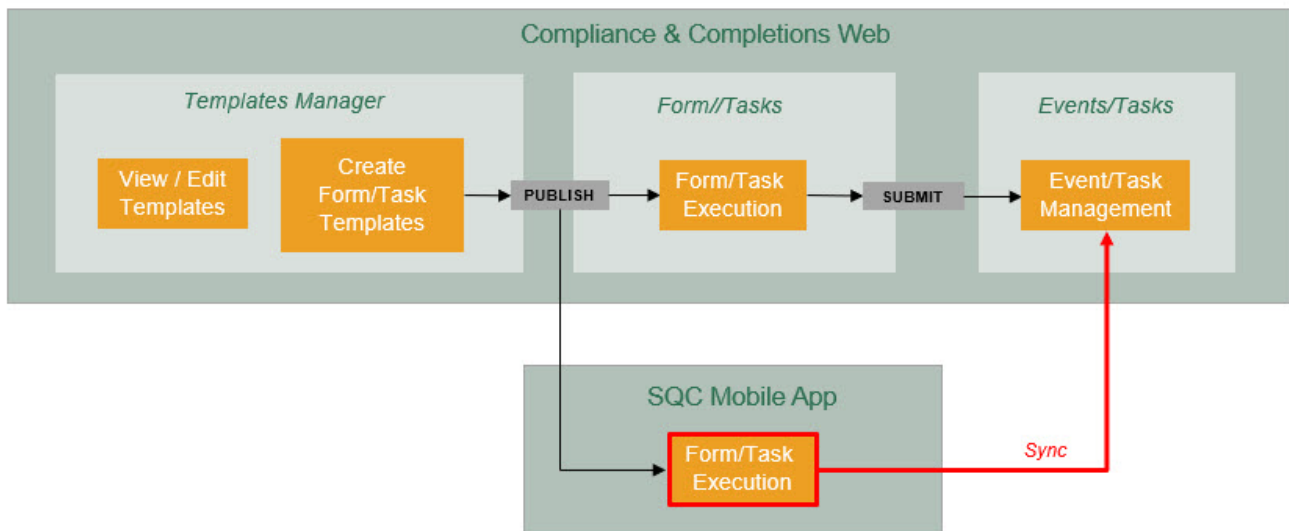 Compliance & Completions Web
Templates Manager
Form//Tasks
Events/Tasks
View / Edit
Templates
Create
Form/Task
Templates
PUBLISH
Form/Task
Execution
SUBMIT
Event/Task
Management
SQC Mobile App
Form/Task
Execution
Sync